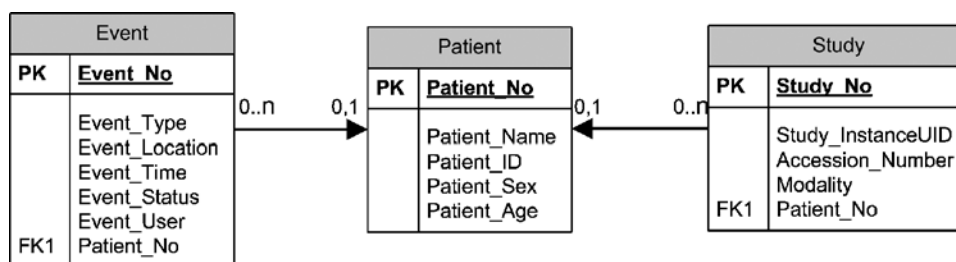 Event
PK Event_No
Event_Type
Event_Location
Event_Time
Event_Status
Event_User
FK1 Patient_No
0..n 0,1
Patient
PK Patient_No
Patient_Name
Patient_ID
Patient_Sex
Patient_Age
0,1 0..n
Study
PK Study_No
Study_InstanceUID
Accession_Number
Modality
FK1 Patient_No